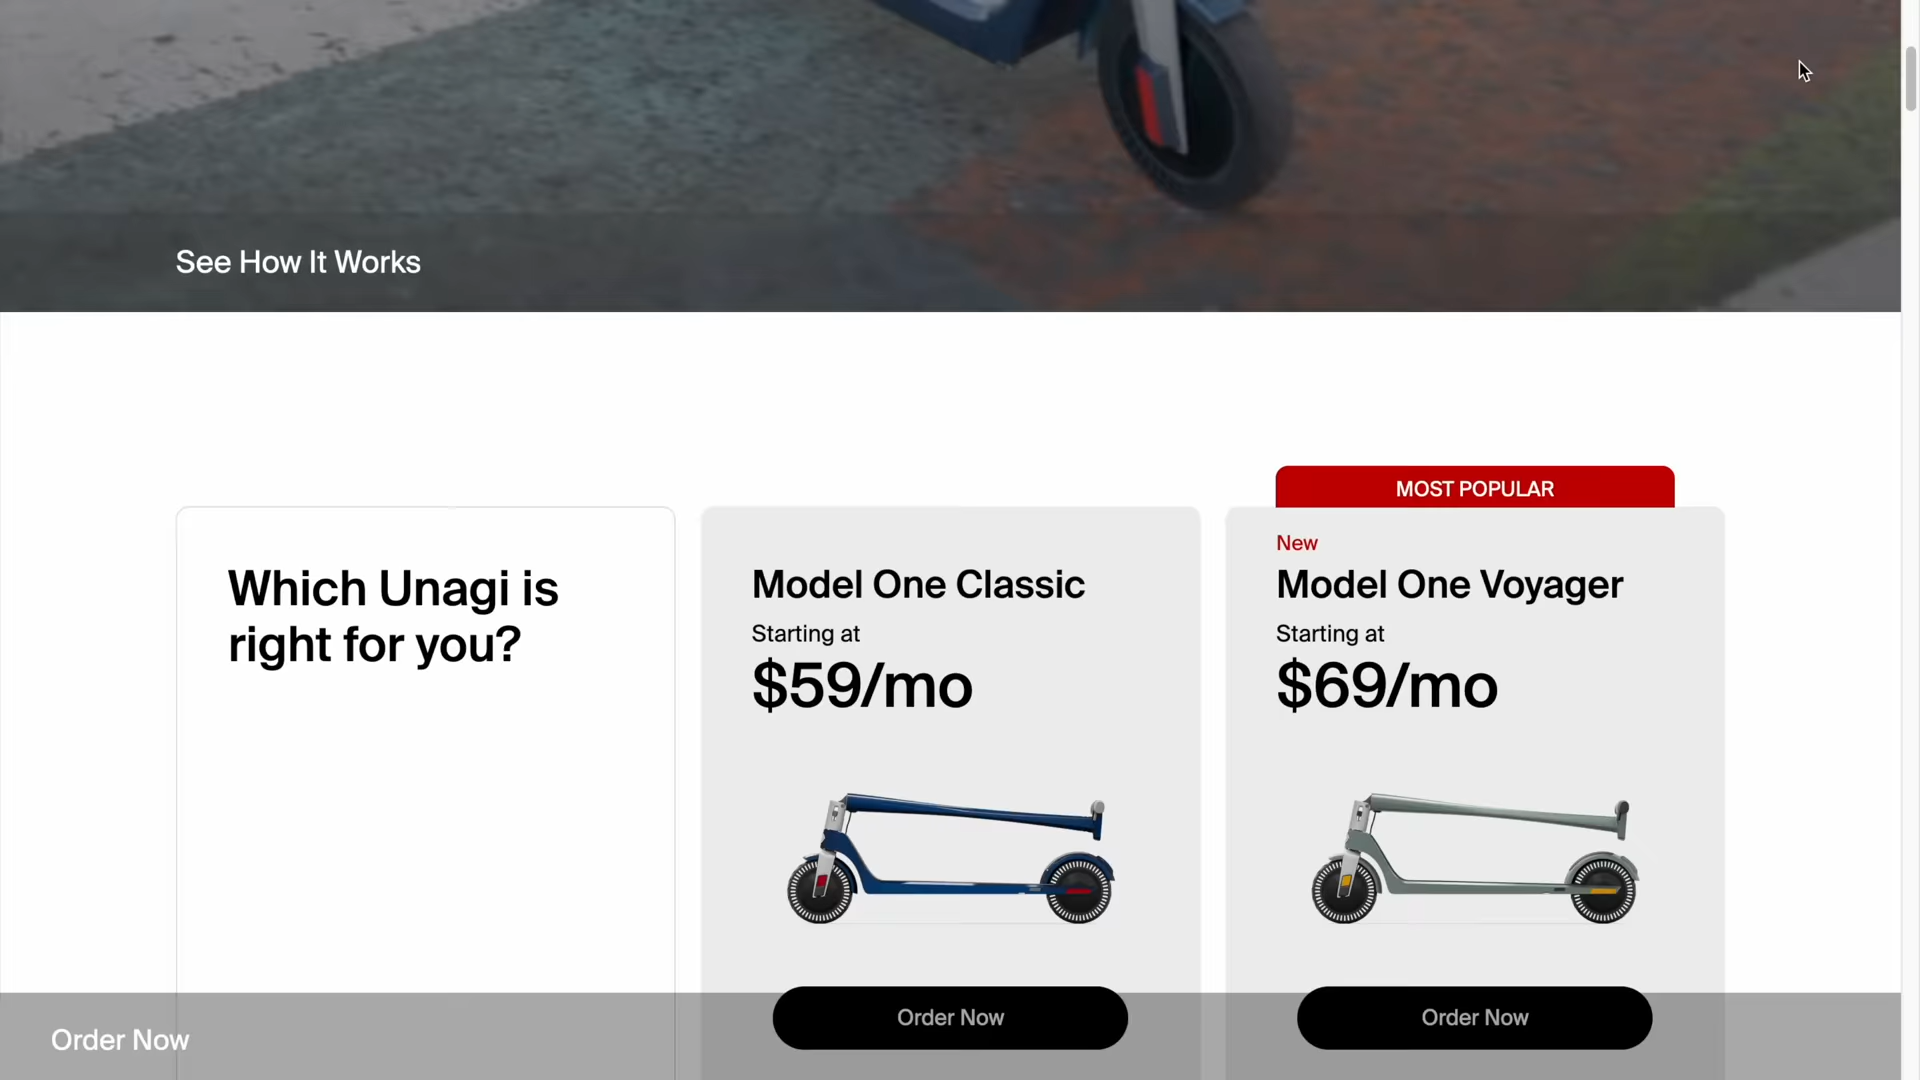 See How It Works
MOST POPULAR
Which Unagi is
right for you?
Model One Classic
Starting at
$59/mo
New
Model One Voyager
Starting at
$69/mo
Order Now
Order Now
Order Now